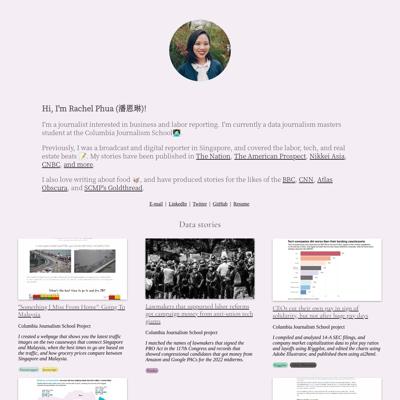 Hi, I'm Rachel Phua (潘恩琳)!
I'm a journalist interested in business and labor reporting. I'm currently a data journalism masters
student at the Columbia Journalism School
Previously, I was a broadcast and digital reporter in Singapore, and covered the labor, tech, and real
estate beats. My stories have been published in The Nation, The American Prospect, Nikkei Asia,
CNBC, and more.
I also love writing about food, and have produced stories for the likes of the BBC, CNN, Atlas
Obscura, and SCMP's Goldthread.
E-mail | LinkedIn | Twitter | GitHub | Resume
Data stories
"Something I Miss From Home": Going To
Malaysia
Columbia Journalism School Project
I created a webpage that shows you the latest traffic
images on the two causeways that connect Singapore
and Malaysia, when the best times to go are based on
the traffic, and how grocery prices compare between
Singapore and Malaysia.
Lawmakers that supported labor reforms
got campaign money from anti-union tech
giants
Columbia Journalism School project
I matched the names of lawmakers that signed the
PRO Act in the 117th Congress and records that
showed congressional candidates that got money from
Amazon and Google PACs for the 2022 midterms.
CEOs cut their own pay in sign of
solidarity, but not after huge pay days
Columbia Journalism School project
I compiled and analyzed 14-A SEC filings, and
company market capitalization data to plot pay ratios
and layoffs using R/ggplot, and edited the charts using
Adobe Illustrator, and published them using ai2html.